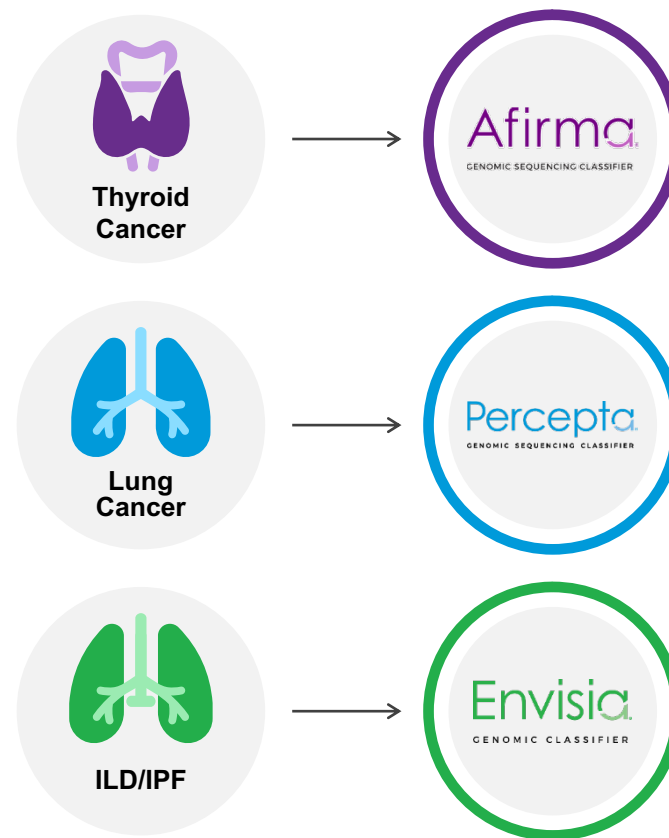 Thyroid
Cancer
Afirma
GENOMIC SEQUENCING CLASSIFIER
Lung
Cancer
Percepta
GENOMIC SEQUENCING CLASSIFIER
ILD/IPF
Envisia
GENOMIC CLASSIFIER